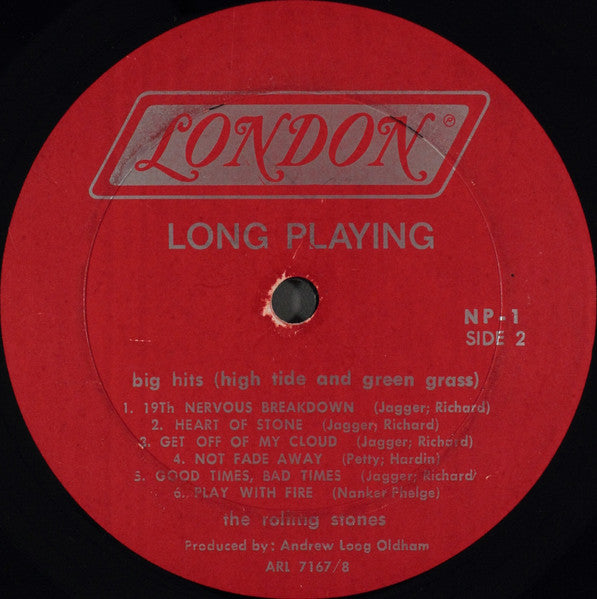 LONDON®
LONG PLAYING
NP-1
SIDE 2
big hits (high tide and green grass)
1. 19Th NERVOUS BREAKDOWN (Jagger; Richard)
2. HEART OF STONE (Jagger; Richard)
3. GET OFF OF MY CLOUD (Jagger; Richard)
4. NOT FADE AWAY (Petty; Hardin)
5. GOOD TIMES, BAD TIMES (Jagger; Richard)
6. PLAY WITH FIRE (Nanker Phelge)
the rolling stones
Produced by: Andrew Loog Oldham
ARL 7167/8